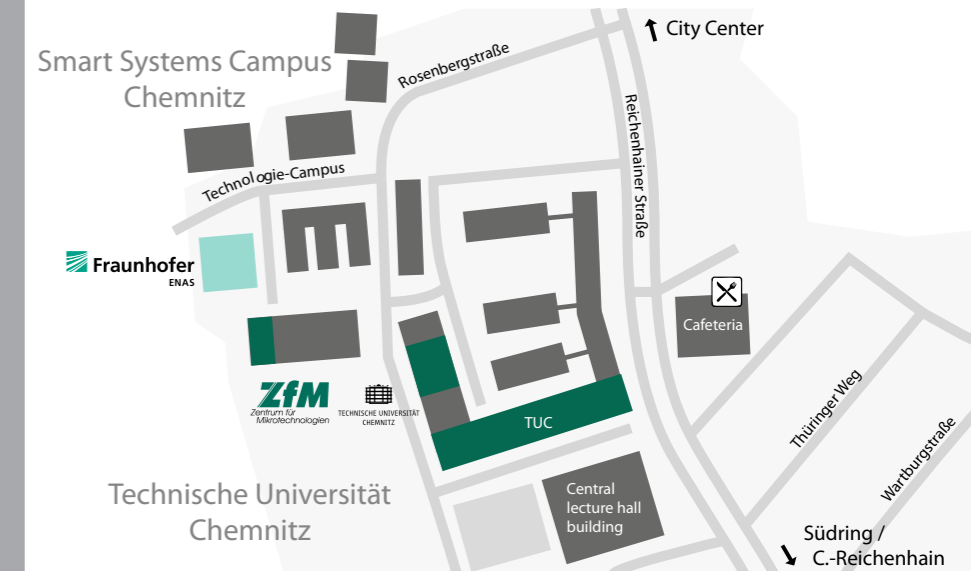 City Center
Smart Systems Campus
Chemnitz
Rosenbergstraße
Reichenhainer Straße
Technologie-Campus
Fraunhofer
ENAS
Cafeteria
ZfM
Zentrum für
Mikrotechnologien
TECHNISCHE UNIVERSITÄT
CHEMNITZ
TUC
Thüringer Weg
Wartburgstraße
Technische Universität
Chemnitz
Central
lecture hall
building
Südring /
C.-Reichenhain